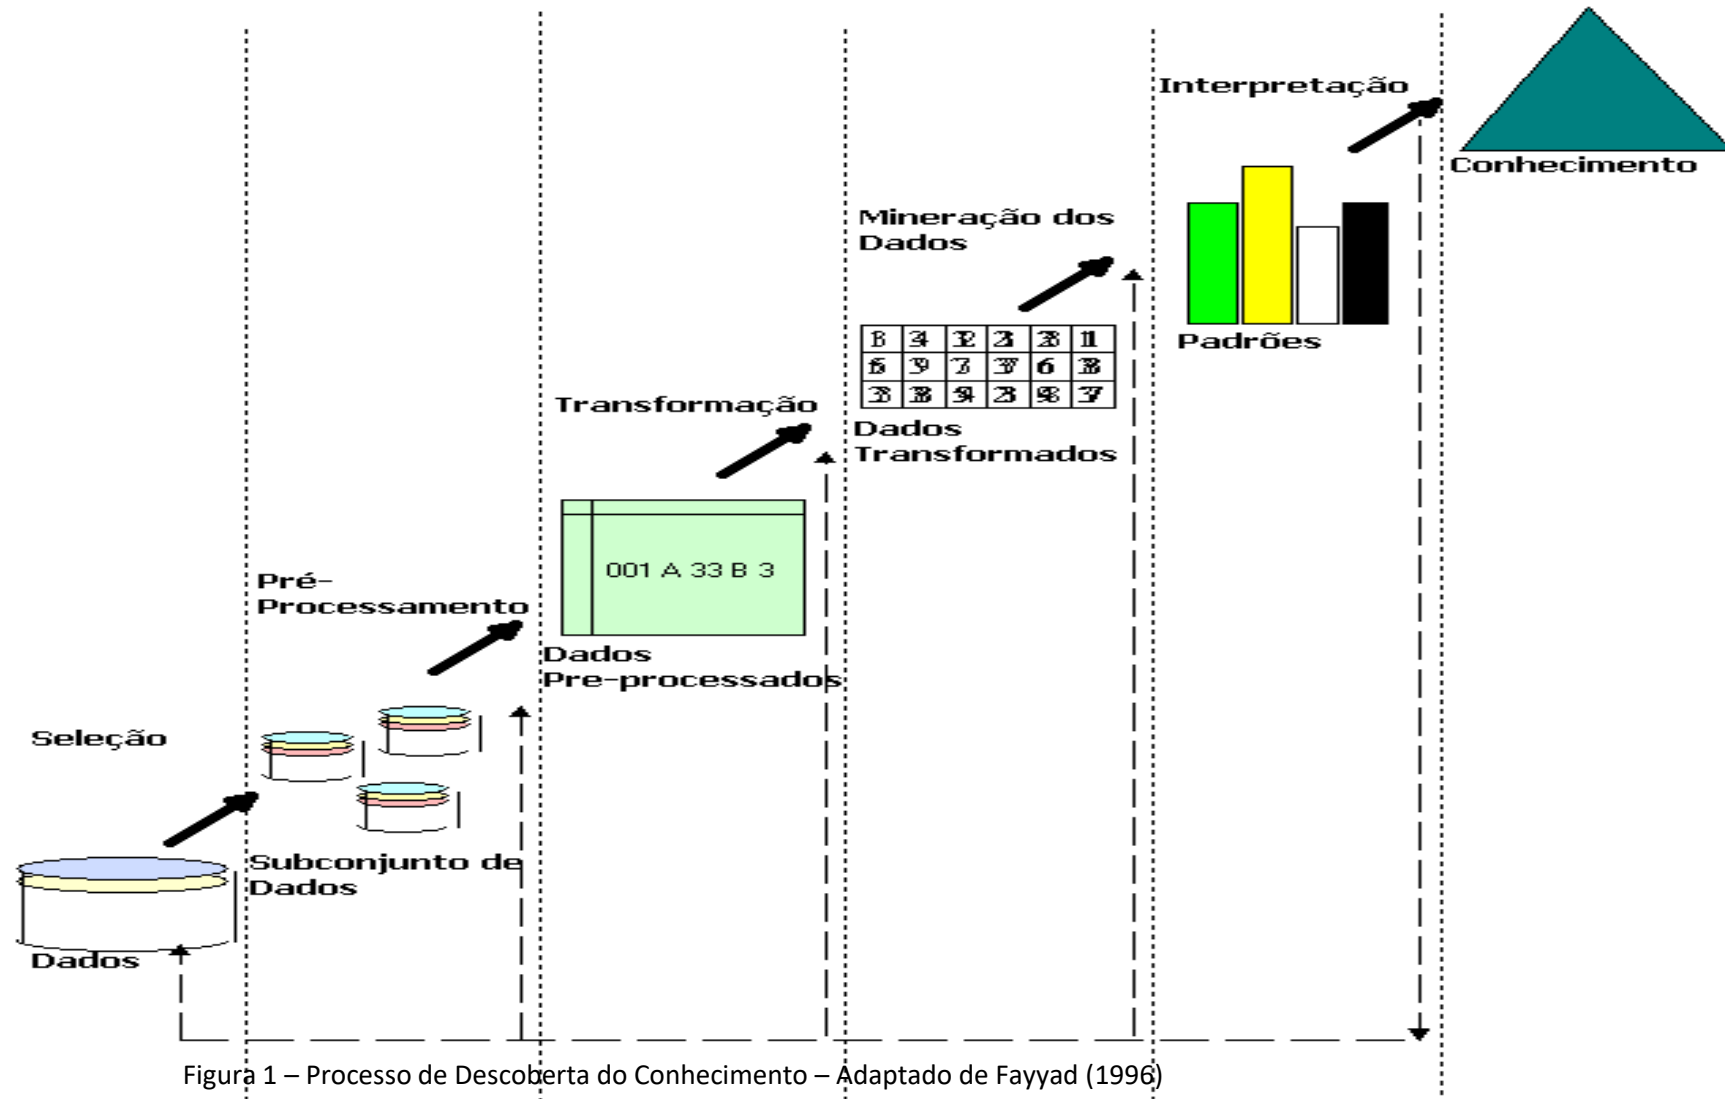 Interpretação
Conhecimento
Mineração dos
Dados
Padrões
Dados
Transformados
Transformação
001 A 33 B 3
Dados
Pre-processados
Pré-
Processamento
Subconjunto de
Dados
Seleção
Dados
Figura 1 – Processo de Descoberta do Conhecimento – Adaptado de Fayyad (1996)